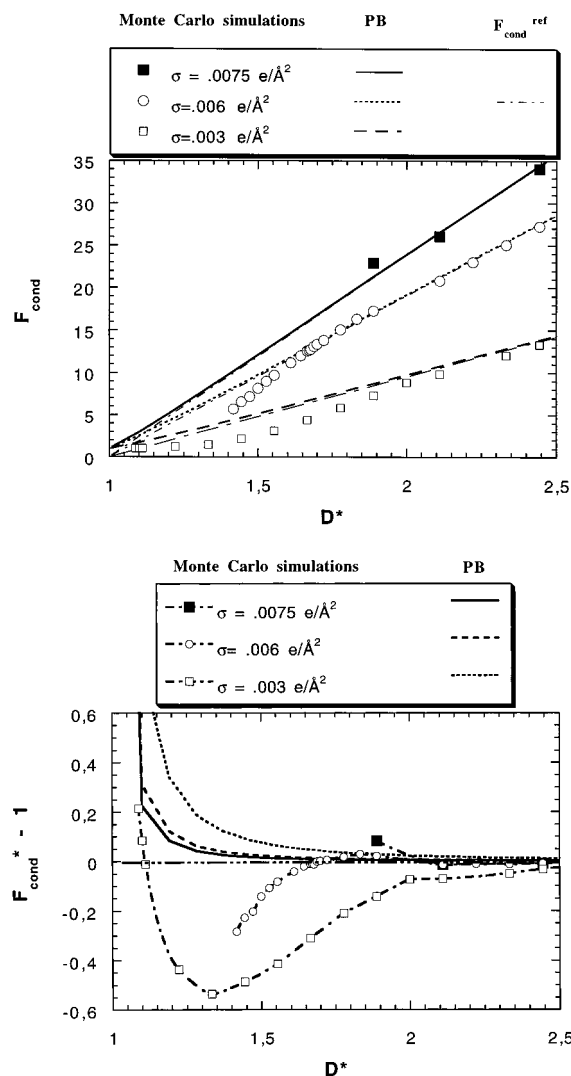 Monte Carlo simulations PB F_cond^ref
σ = .0075 e/Å²
σ=.006 e/Å²
σ=.003 e/Å²
35
30
25
20
15
10
5
0
F_cond
1 1,5 2 2,5
D*
Monte Carlo simulations PB
σ = .0075 e/Å²
σ= .006 e/Å²
σ = .003 e/Å²
0,6
0,4
0,2
0
-0,2
-0,4
-0,6
F_cond* - 1
1 1,5 2 2,5
D*